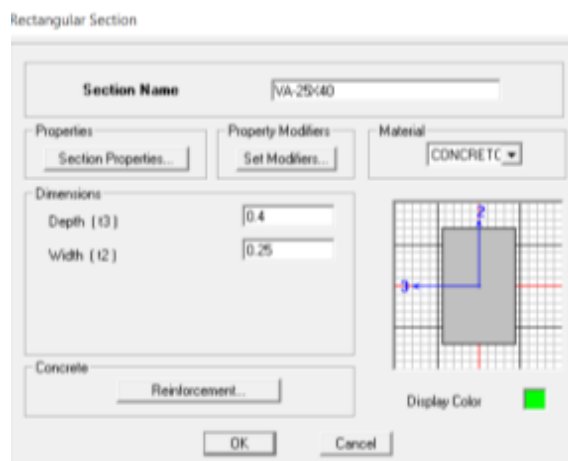 Rectangular Section
Section Name VA-25X40
Properties Property Modifiers Material
Section Properties... Set Modifiers... CONCRETC
Dimensions
Depth (t3) 0.4
Width (t2) 0.25
2
3
Concrete
Reinforcement...
Display Color
OK Cancel